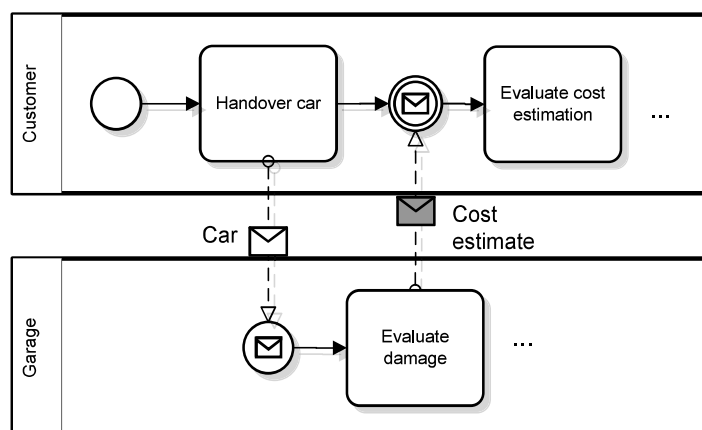 Customer
Handover car
Evaluate cost
estimation
...
Car
Cost
estimate
Garage
Evaluate
damage
...